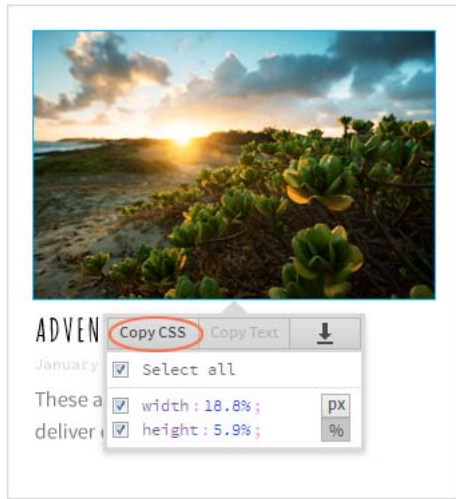 ADVEN
Copy CSS Copy Text
January
Select all
These a
width:18.8%; px
deliver
height:5.9%; %